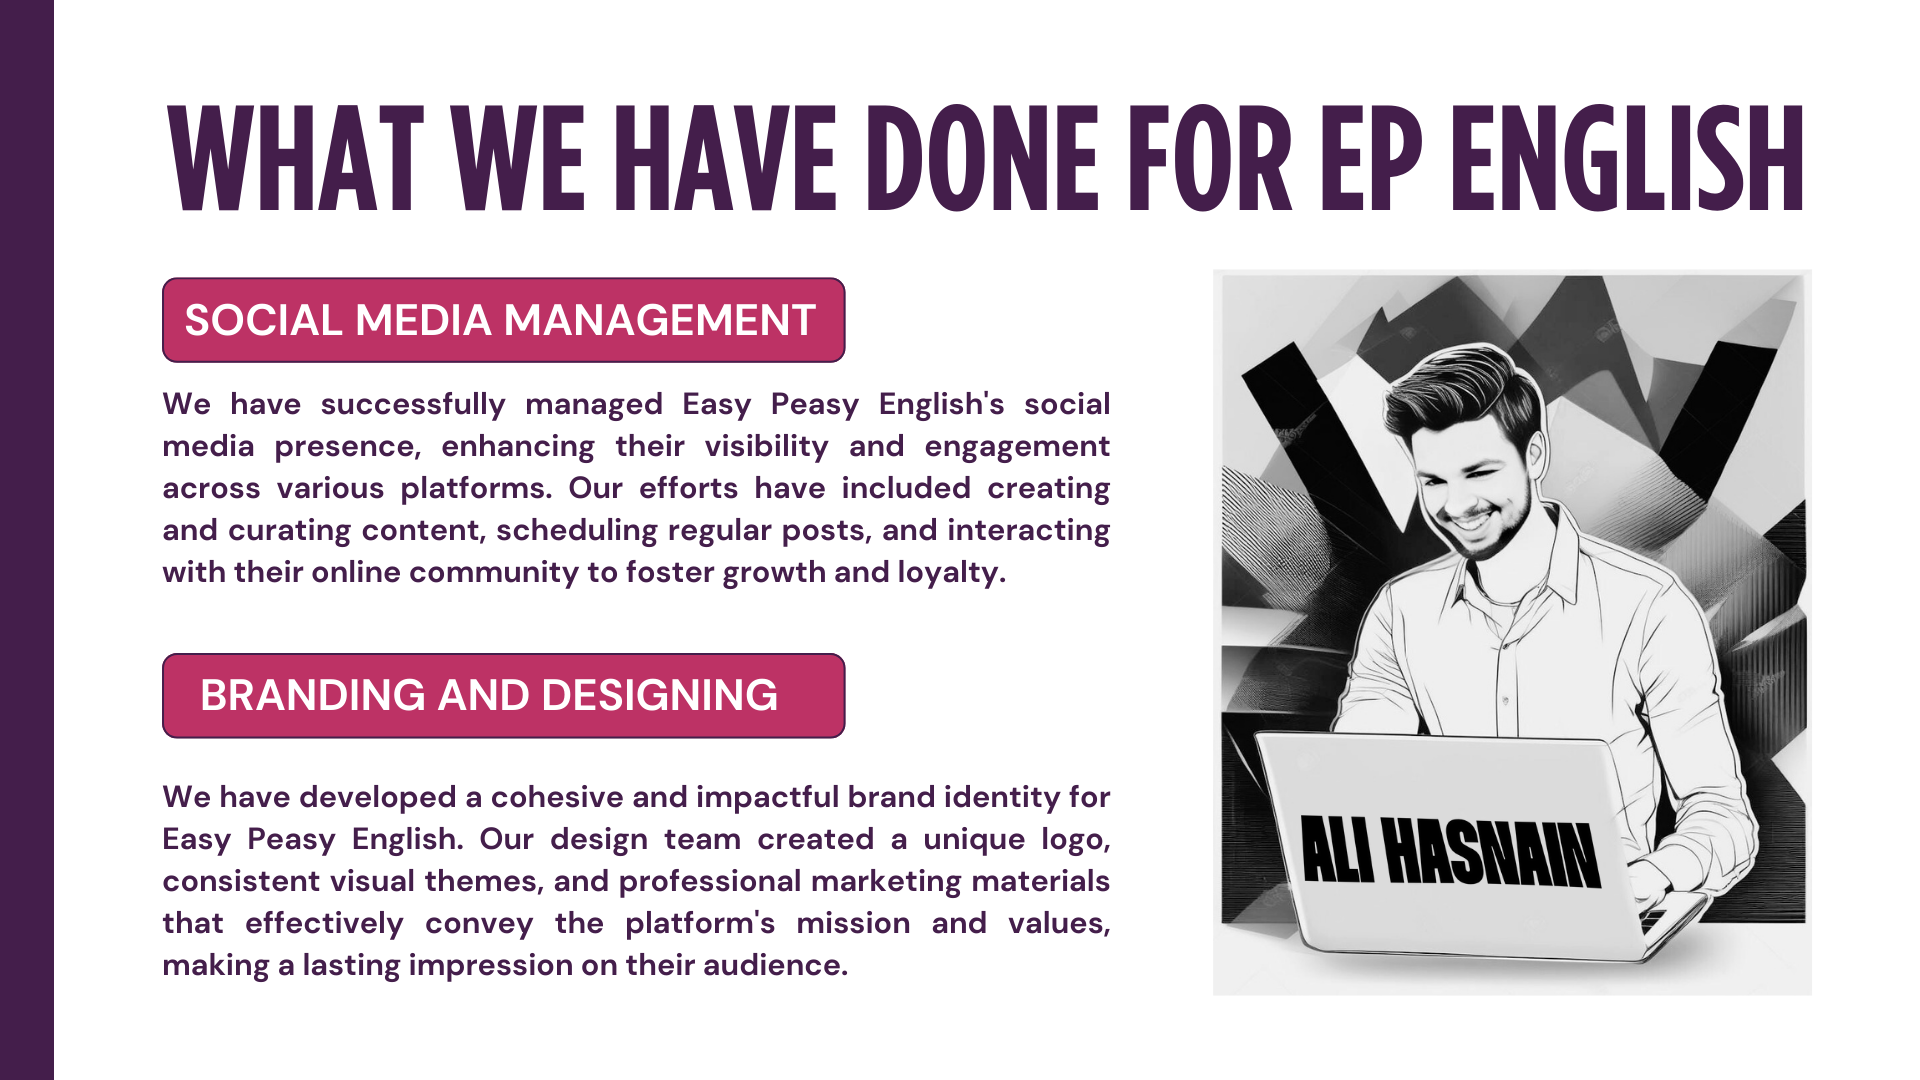 WHAT WE HAVE DONE FOR EP ENGLISH
SOCIAL MEDIA MANAGEMENT
We have successfully managed Easy Peasy English's social
media presence, enhancing their visibility and engagement
across various platforms. Our efforts have included creating
and curating content, scheduling regular posts, and interacting
with their online community to foster growth and loyalty.
BRANDING AND DESIGNING
We have developed a cohesive and impactful brand identity for
Easy Peasy English. Our design team created a unique logo,
consistent visual themes, and professional marketing materials
that effectively convey the platform's mission and values,
making a lasting impression on their audience.
ALI HASNAIN